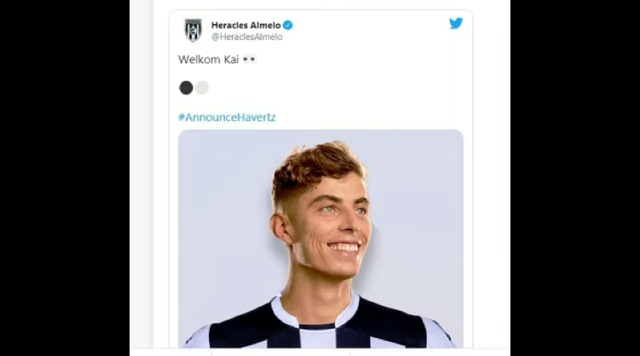 Heracles Almelo
@HeraclesAlmelo
Welkom Kai 👀
#AnnounceHavertz